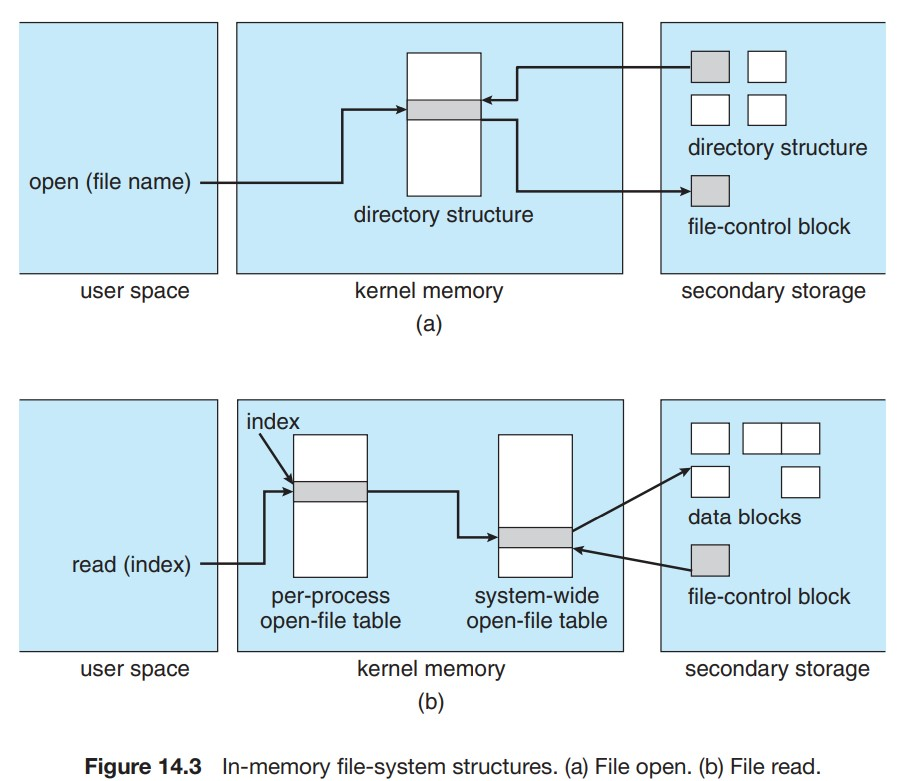 open (file name)
directory structure
directory structure
file-control block
user space
kernel memory
secondary storage
(a)
index
read (index)
per-process
open-file table
system-wide
open-file table
data blocks
file-control block
user space
kernel memory
secondary storage
(b)
Figure 14.3 In-memory file-system structures. (a) File open. (b) File read.